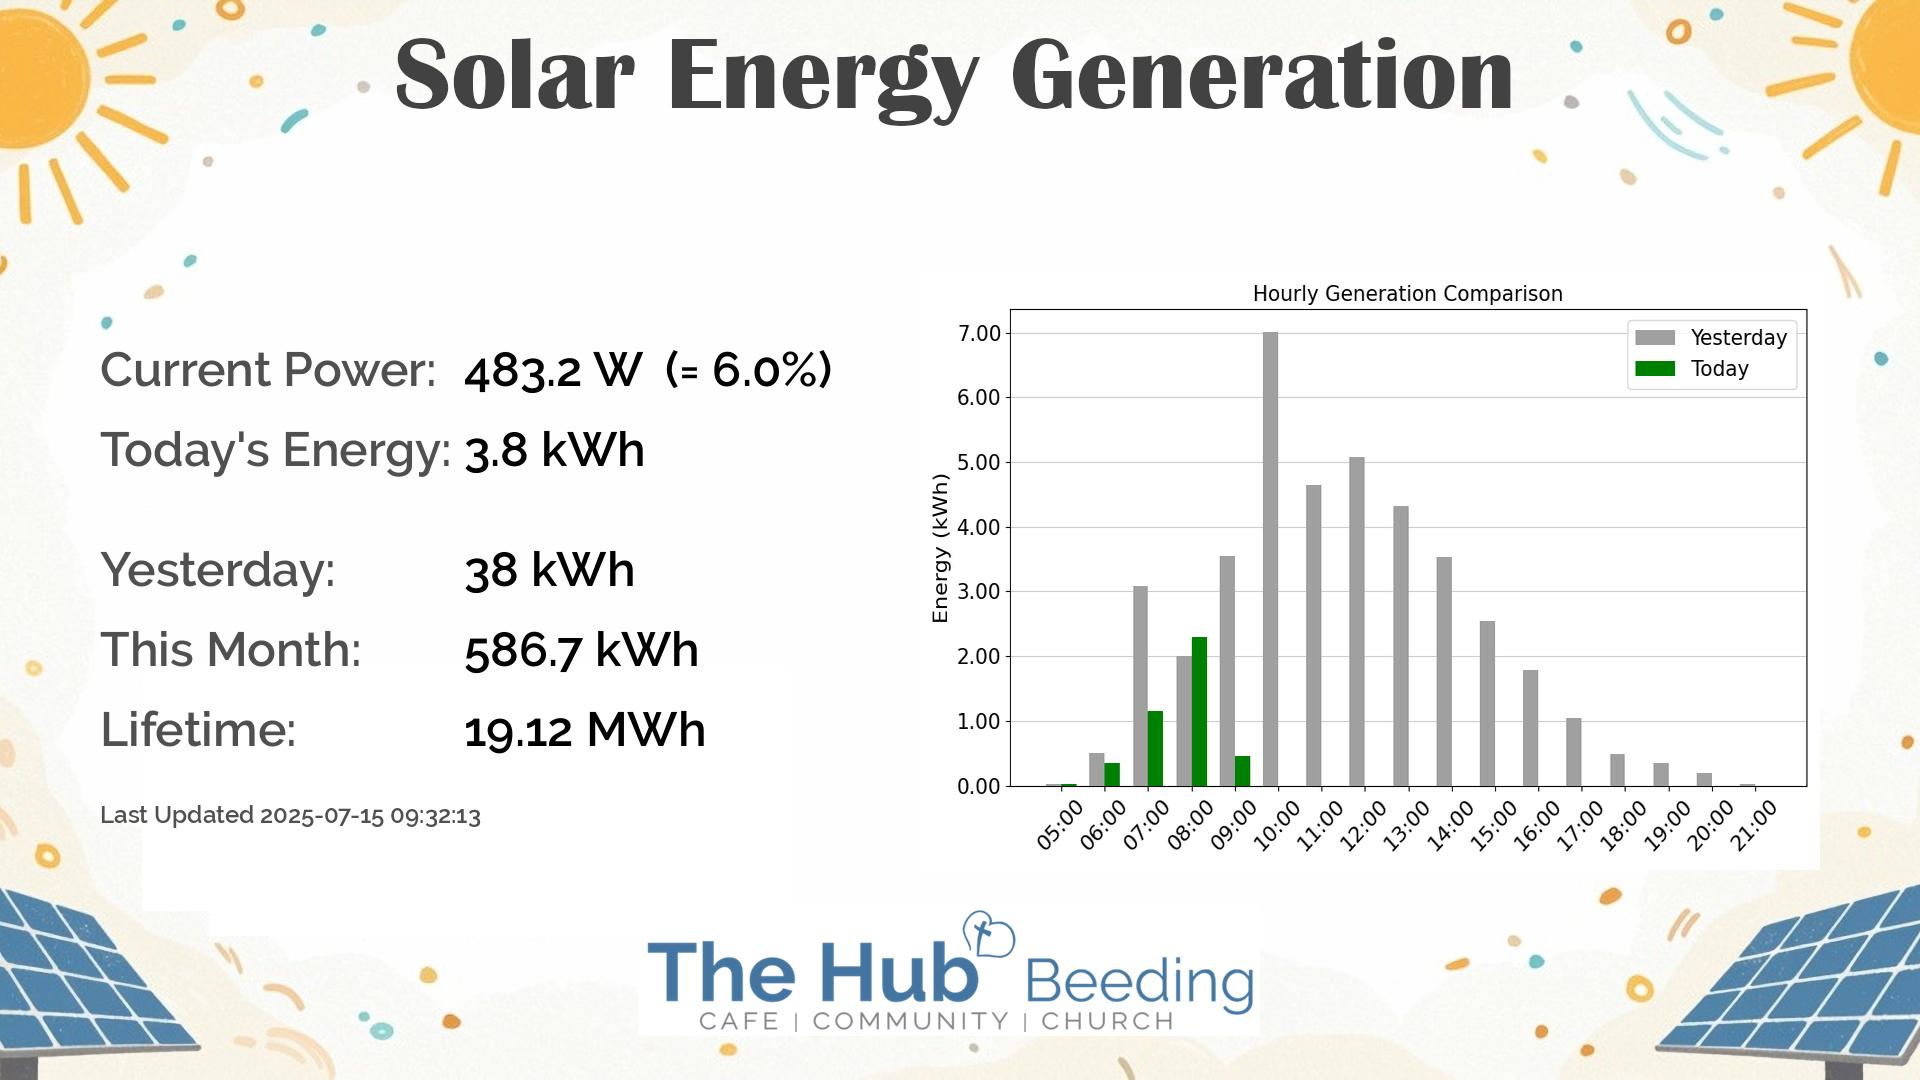 Solar Energy Generation
Current Power: 483.2 W (= 6.0%)
Today's Energy: 3.8 kWh
Yesterday: 38 kWh
This Month: 586.7 kWh
Lifetime: 19.12 MWh
Last Updated 2025-07-15 09:32:13
Hourly Generation Comparison
Yesterday
Today
Energy (kWh)
7.00
6.00
5.00
4.00
3.00
2.00
1.00
0.00
05:00 06:00 07:00 08:00 09:00 10:00 11:00 12:00 13:00 14:00 15:00 16:00 17:00 18:00 19:00 20:00 21:00
The Hub Beeding
CAFE | COMMUNITY | CHURCH